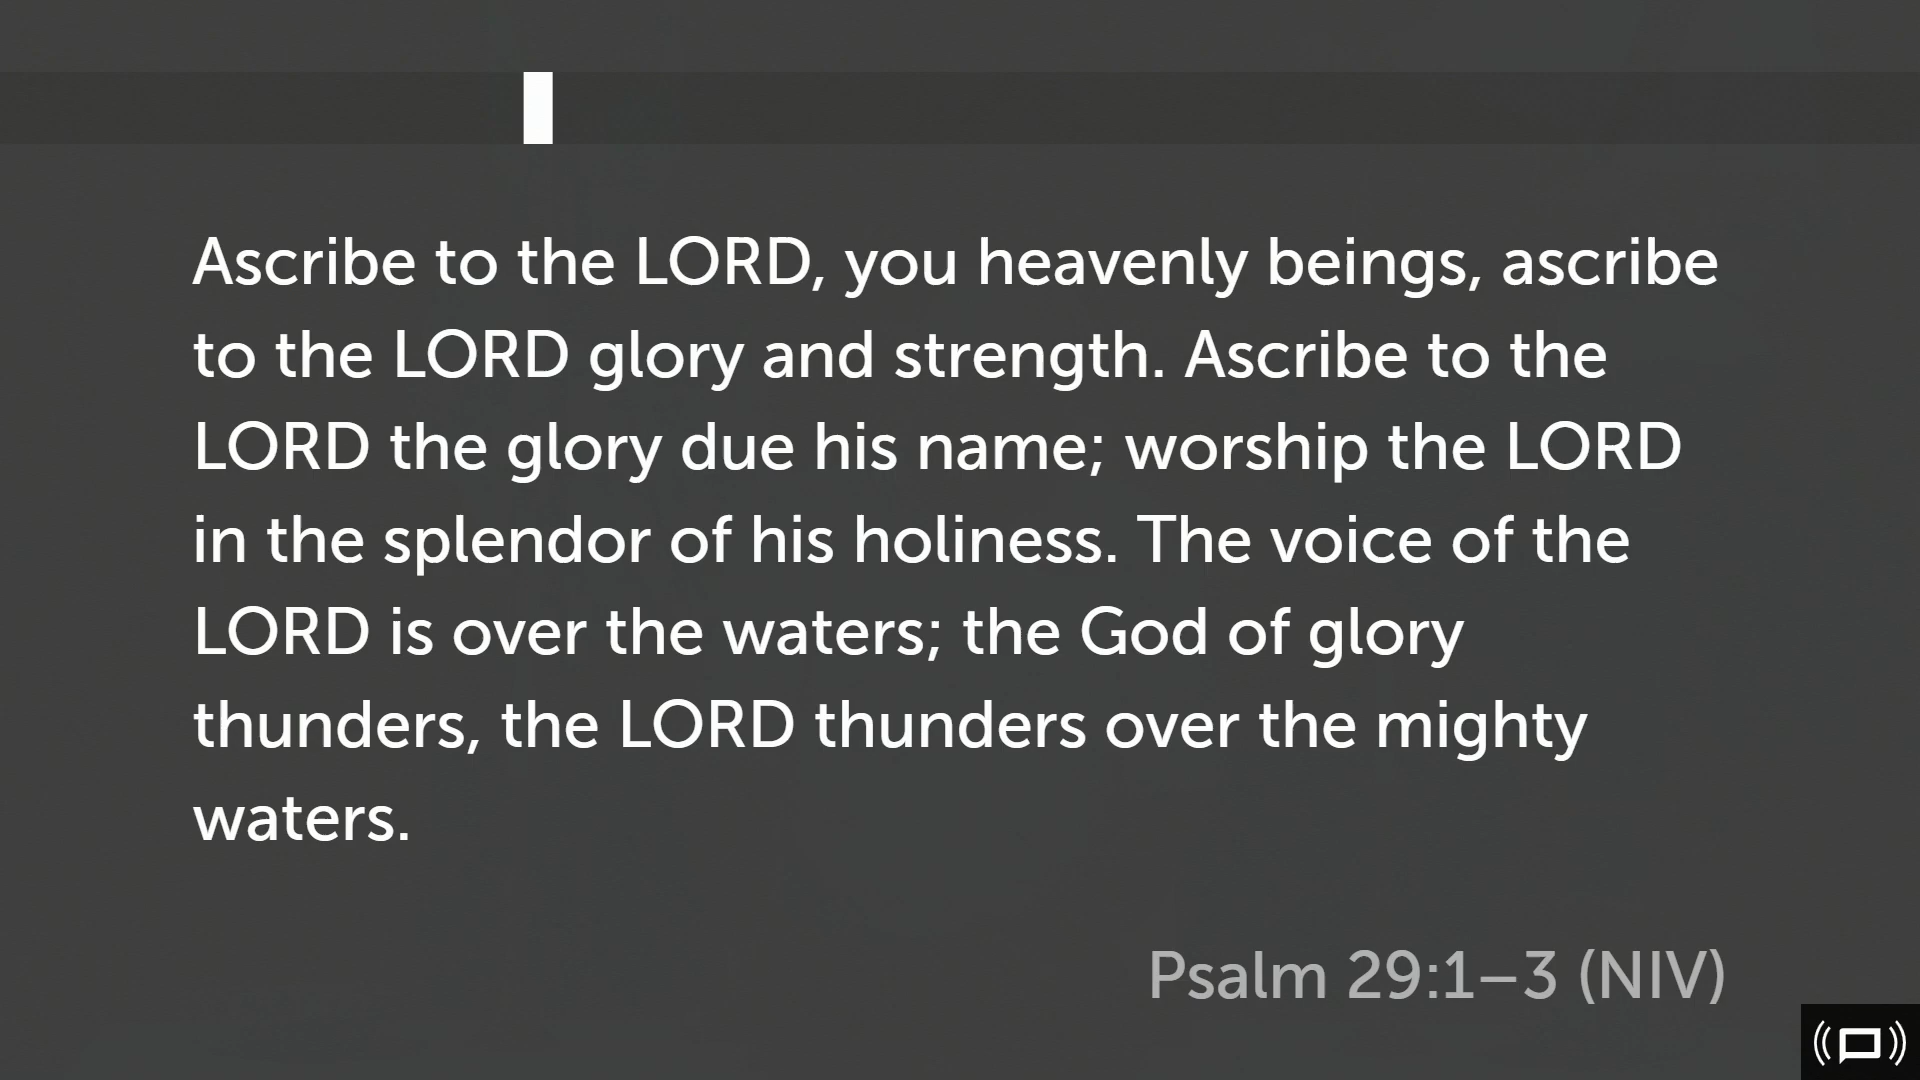 Ascribe to the LORD, you heavenly beings, ascribe
to the LORD glory and strength. Ascribe to the
LORD the glory due his name; worship the LORD
in the splendor of his holiness. The voice of the
LORD is over the waters; the God of glory
thunders, the LORD thunders over the mighty
waters.
Psalm 29:1–3 (NIV)